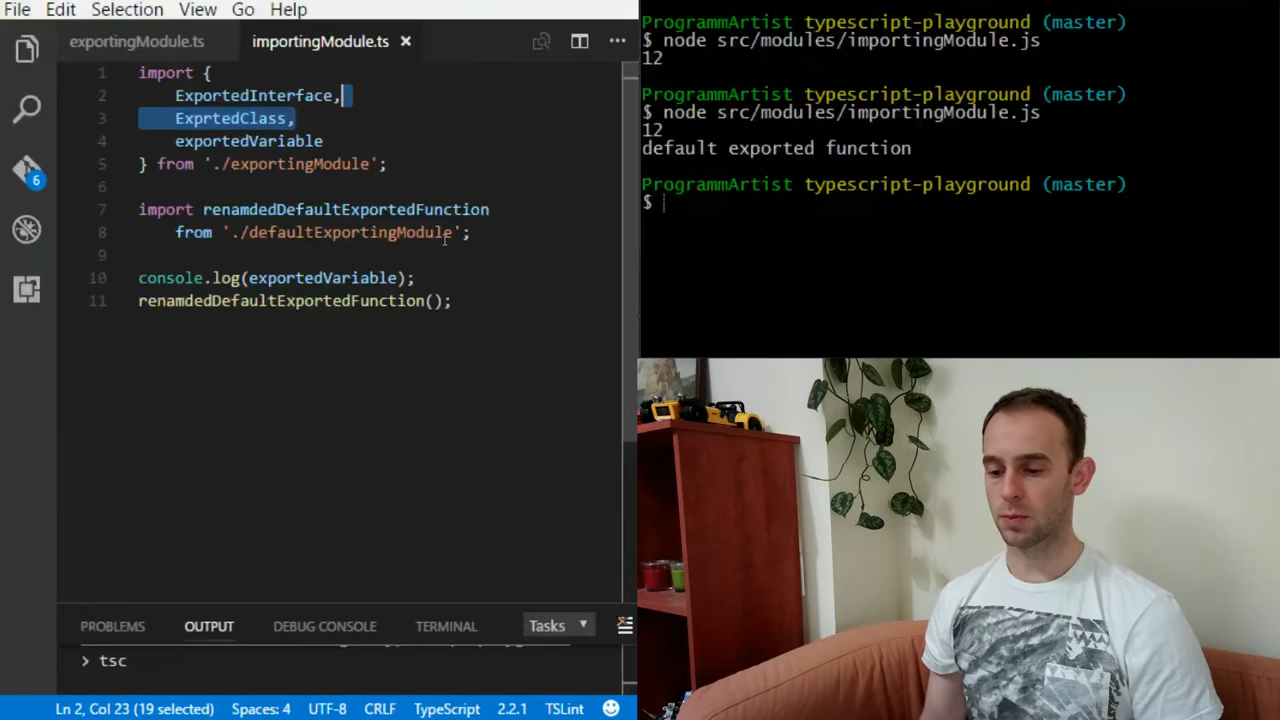 File Edit Selection View Go Help
exportingModule.ts importingModule.ts
1 import {
2 ExportedInterface,
3 ExprtedClass,
4 exportedVariable
5 } from './exportingModule';
6
7 import renamdedDefaultExportedFunction
8 from './defaultExportingModule';
9
10 console.log(exportedVariable);
11 renamdedDefaultExportedFunction();
6
PROBLEMS OUTPUT DEBUG CONSOLE TERMINAL Tasks
> tsc
Ln 2, Col 23 (19 selected) Spaces: 4 UTF-8 CRLF TypeScript 2.2.1 TSLint
ProgrammArtist typescript-playground (master)
$ node src/modules/importingModule.js
12
ProgrammArtist typescript-playground (master)
$ node src/modules/importingModule.js
12
default exported function
ProgrammArtist typescript-playground (master)
$